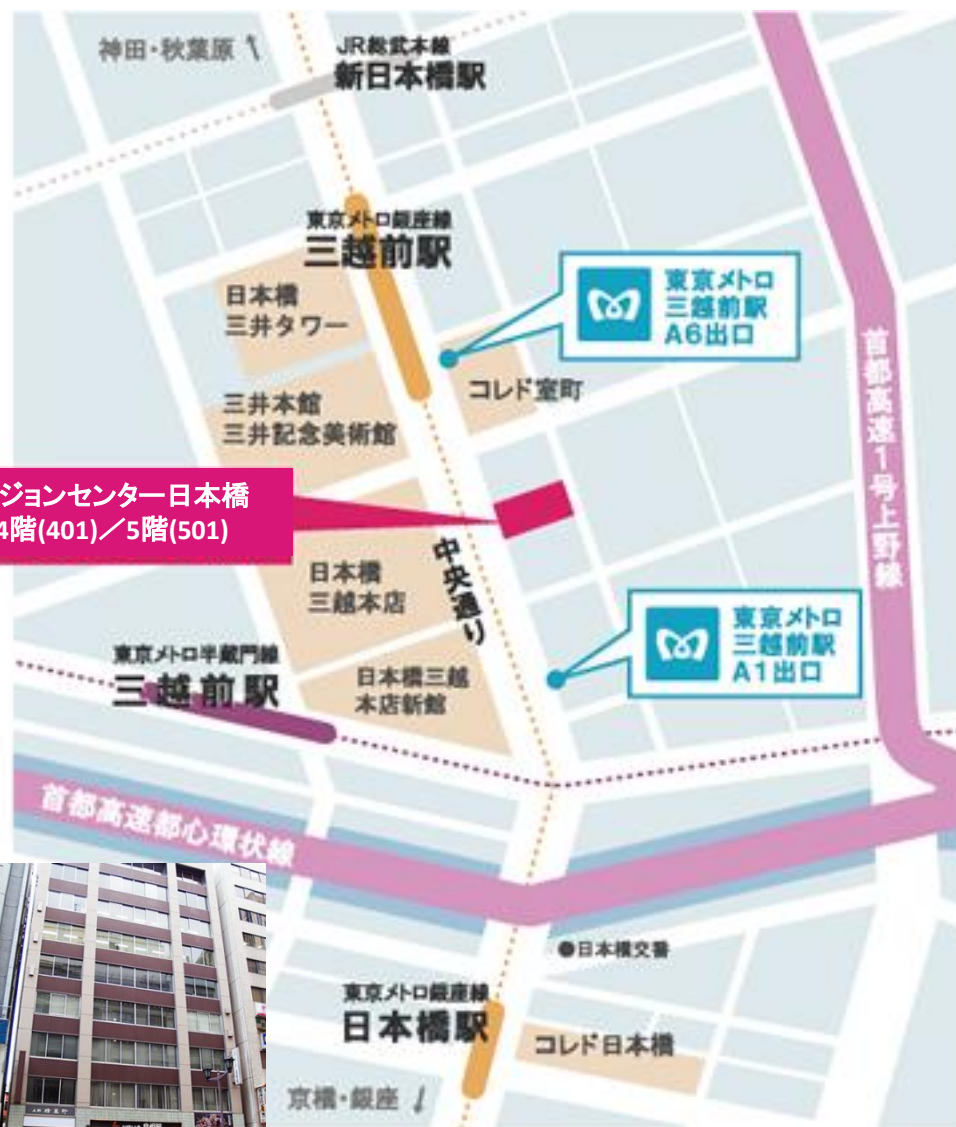 神田・秋葉原
JR総武本線
新日本橋駅
東京メトロ銀座線
三越前駅
日本橋
三井タワー
東京メトロ
三越前駅
A6出口
コレド室町
首都高速1号上野線
三井本館
三井記念美術館
ジョンセンター日本橋
4階(401)／5階(501)
中央通り
日本橋
三越本店
東京メトロ
三越前駅
A1出口
東京メトロ半蔵門線
三越前駅
日本橋三越
本店新館
首都高速都心環状線
●日本橋交番
東京メトロ銀座線
日本橋駅
コレド日本橋
京橋・銀座